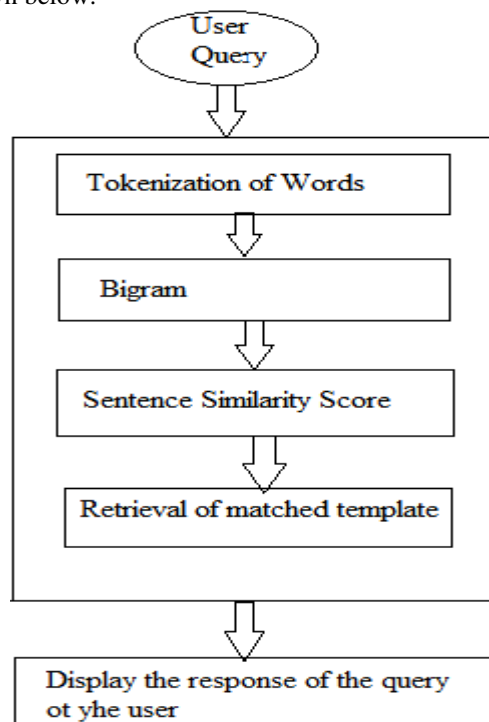 below.
User
Query
Tokenization of Words
Bigram
Sentence Similarity Score
Retrieval of matched template
Display the response of the query
ot yhe user